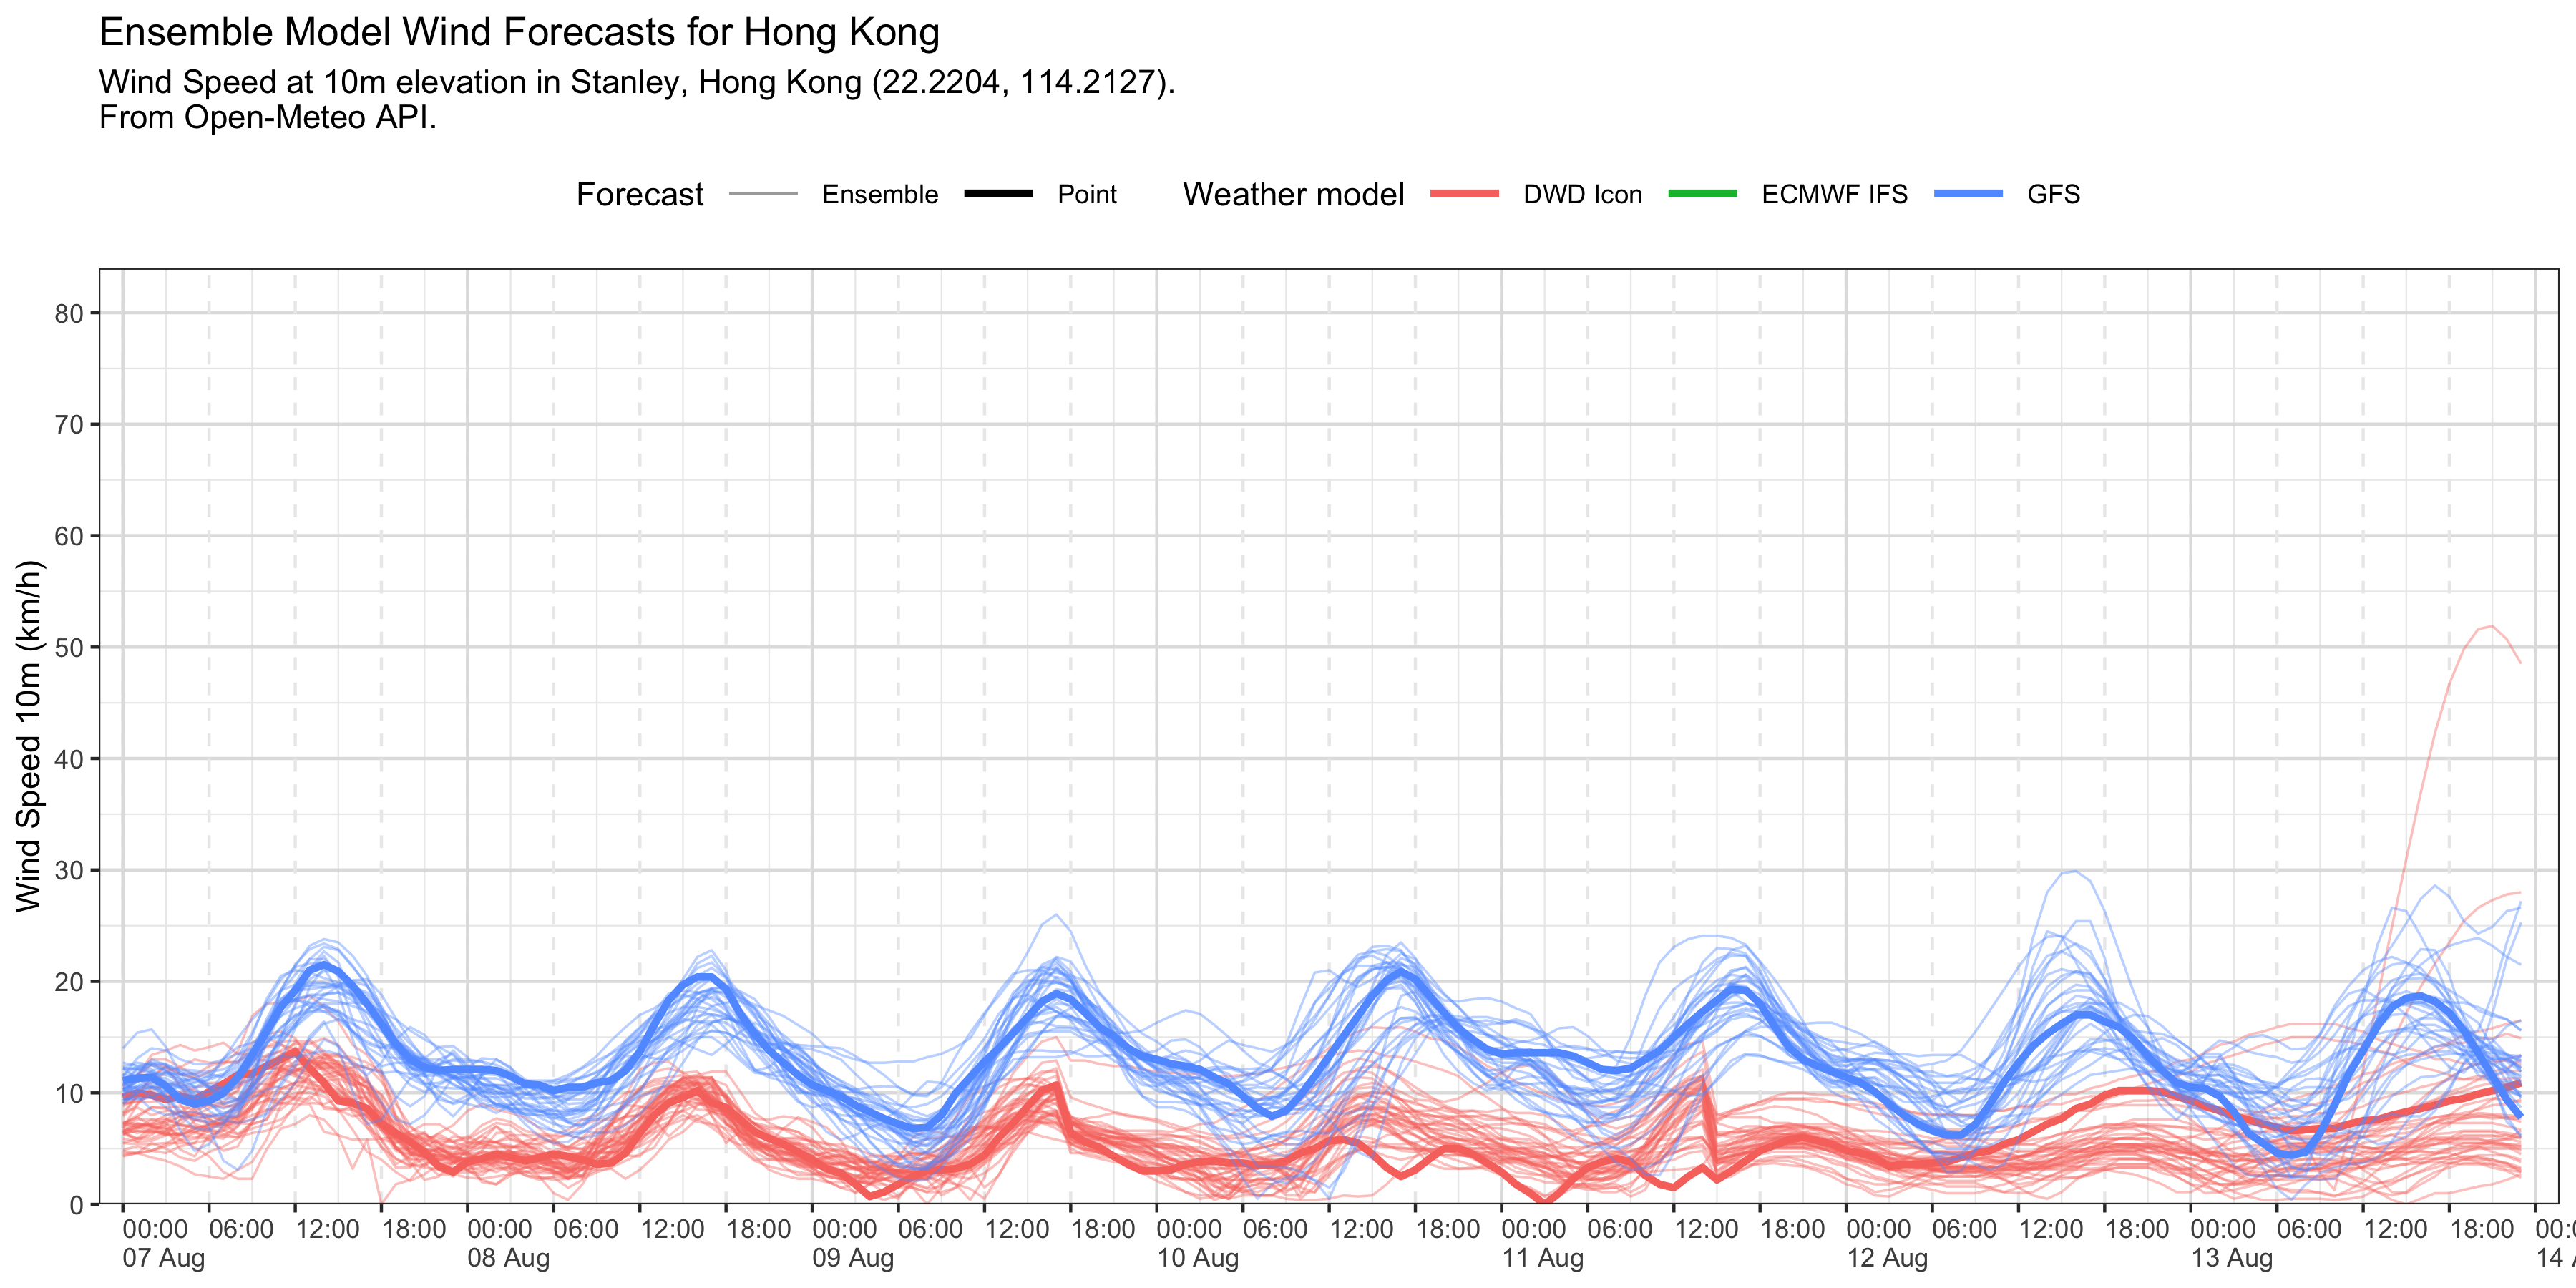 Ensemble Model Wind Forecasts for Hong Kong
Wind Speed at 10m elevation in Stanley, Hong Kong (22.2204, 114.2127).
From Open-Meteo API.
Forecast Ensemble Point Weather model DWD Icon ECMWF IFS GFS
Wind Speed 10m (km/h)
80
70
60
50
40
30
20
10
0
00:00 06:00 12:00 18:00 00:00 06:00 12:00 18:00 00:00 06:00 12:00 18:00 00:00 06:00 12:00 18:00 00:00 06:00 12:00 18:00 00:00 06:00 12:00 18:00 00:00 06:00 12:00 18:00 00:0
07 Aug 08 Aug 09 Aug 10 Aug 11 Aug 12 Aug 13 Aug 14 A